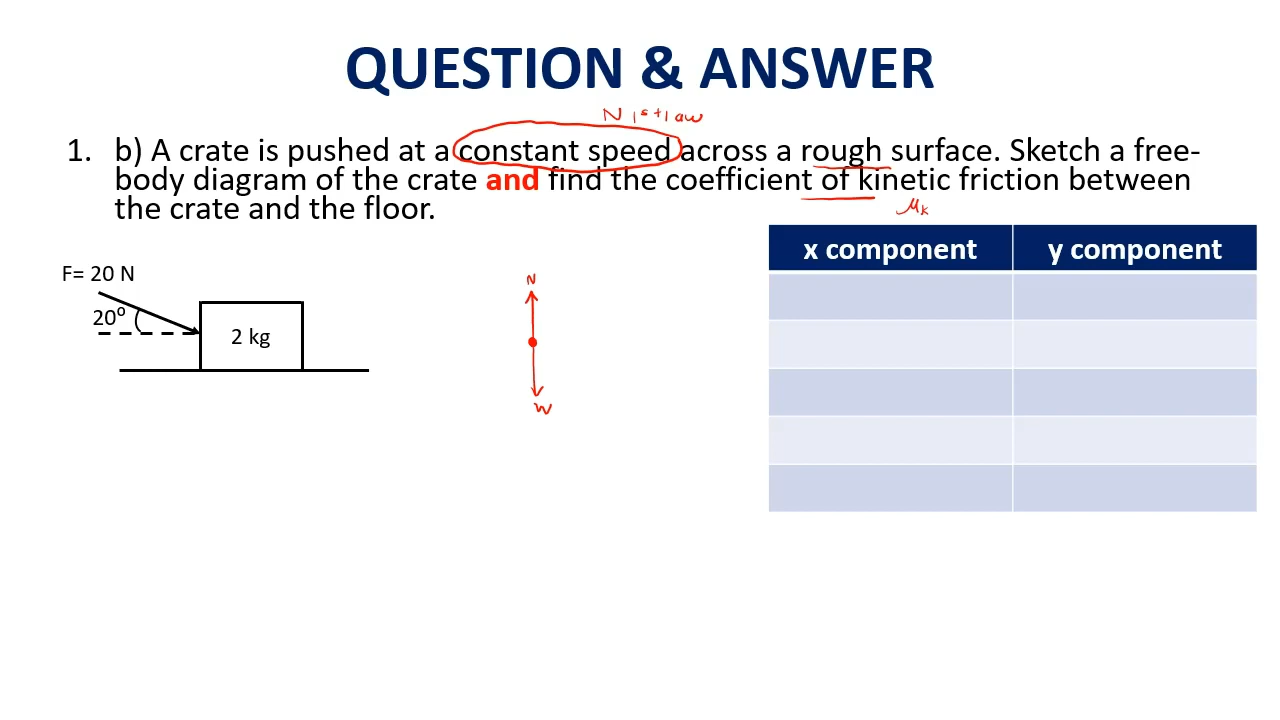 QUESTION & ANSWER
N 1st law
1. b) A crate is pushed at a constant speed across a rough surface. Sketch a free-
body diagram of the crate and find the coefficient of kinetic friction between
the crate and the floor.
μk
x component y component
F= 20 N
20⁰
2 kg
N
W